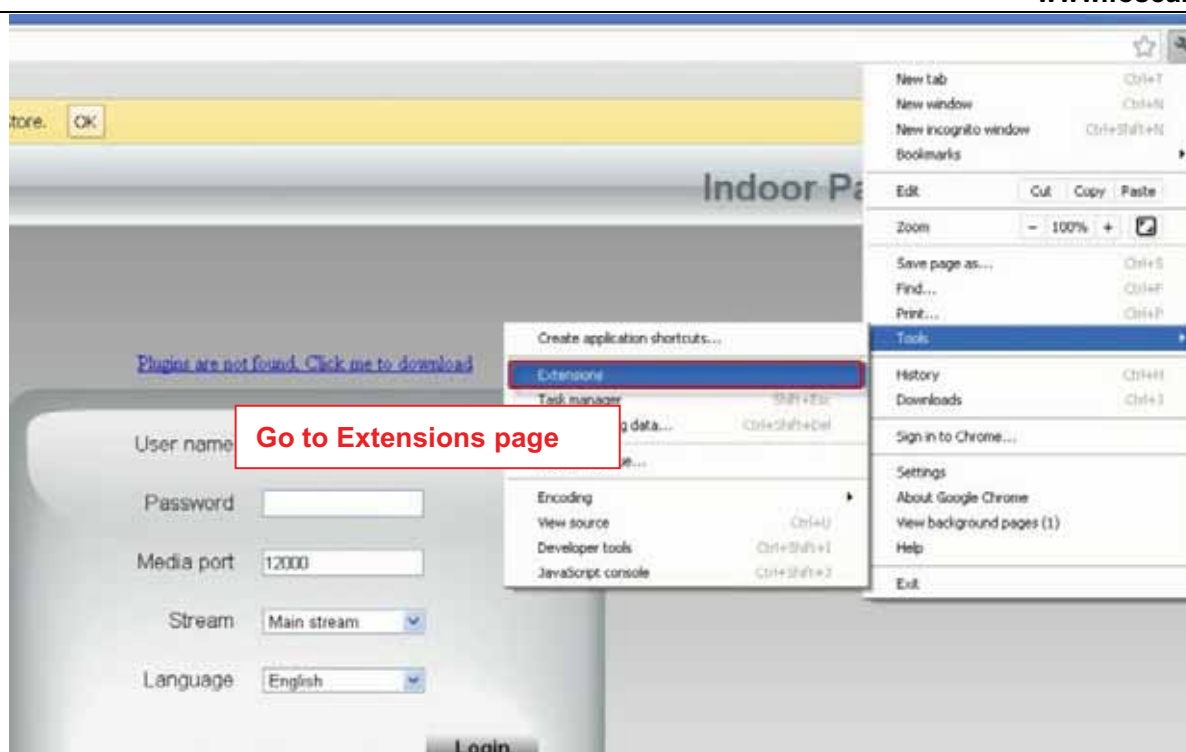 tore. OK
Indoor Pa
New tab Ctrl+T
New window Ctrl+N
New incognito window Ctrl+Shift+N
Bookmarks
Edit Cut Copy Paste
Zoom - 100% +
Save page as... Ctrl+S
Find... Ctrl+F
Print... Ctrl+P
Tools
History Ctrl+H
Downloads Ctrl+J
Sign in to Chrome...
Settings
About Google Chrome
View background pages (1)
Help
Exit
Create application shortcuts...
Extensions
Task manager Shift+Esc
g data... Ctrl+Shift+Del
e...
Encoding
View source Ctrl+U
Developer tools Ctrl+Shift+I
JavaScript console Ctrl+Shift+J
Plugins are not found, Click me to download
Go to Extensions page
User name
Password
Media port 12000
Stream Main stream
Language English
Login